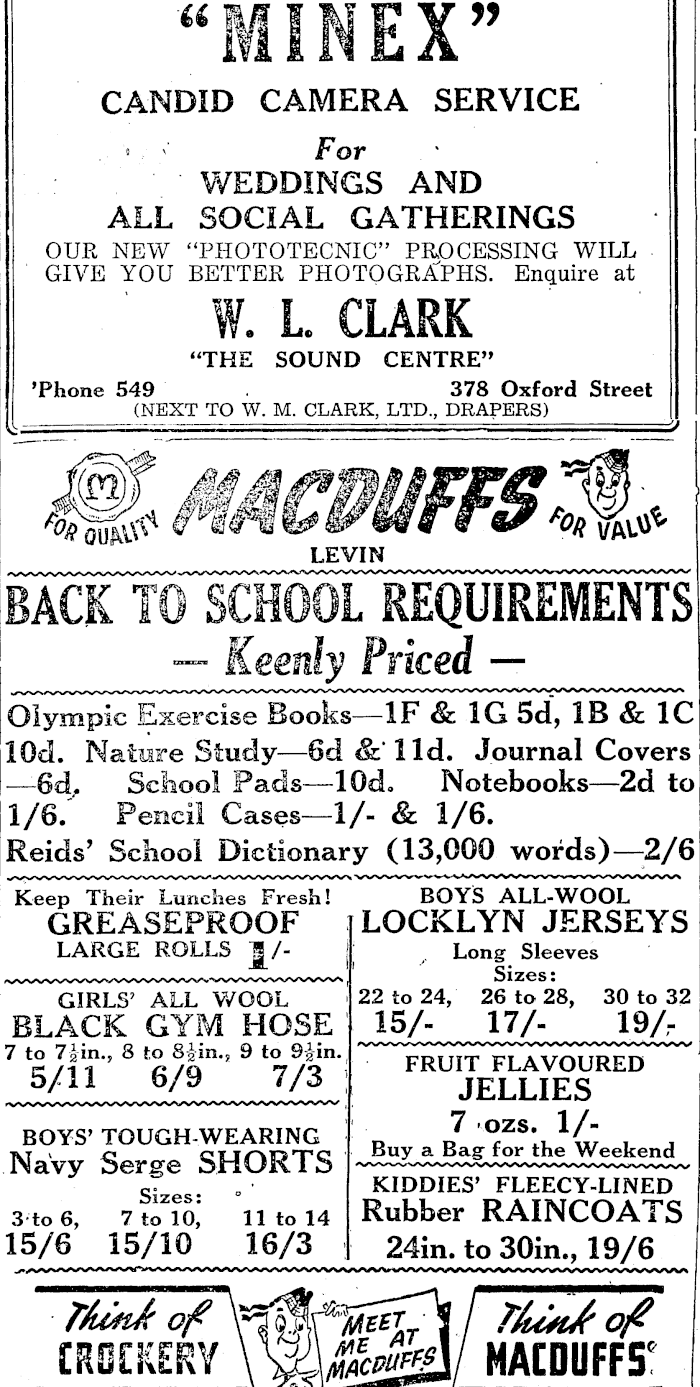 “MINEX”
CANDID CAMERA SERVICE
For
WEDDINGS AND
ALL SOCIAL GATHERINGS
OUR NEW “PHOTOTECNIC” PROCESSING WILL
GIVE YOU BETTER PHOTOGRAPHS. Enquire at
W. L. CLARK
“THE SOUND CENTRE”
’Phone 549 378 Oxford Street
(NEXT TO W. M. CLARK, LTD., DRAPERS)
M
FOR QUALITY
MACDUFFS
FOR VALUE
LEVIN
BACK TO SCHOOL REQUIREMENTS
— Keenly Priced —
Olympic Exercise Books—1F & 1G 5d, 1B & 1C
10d. Nature Study—6d & 11d. Journal Covers
—6d. School Pads—10d. Notebooks—2d to
1/6. Pencil Cases—1/- & 1/6.
Reids’ School Dictionary (13,000 words)—2/6
Keep Their Lunches Fresh!
GREASEPROOF
LARGE ROLLS 1/-
GIRLS’ ALL WOOL
BLACK GYM HOSE
7 to 7½in., 8 to 8½in., 9 to 9½in.
5/11 6/9 7/3
BOYS’ TOUGH-WEARING
Navy Serge SHORTS
Sizes:
3 to 6, 7 to 10, 11 to 14
15/6 15/10 16/3
BOYS ALL-WOOL
LOCKLYN JERSEYS
Long Sleeves
Sizes:
22 to 24, 26 to 28, 30 to 32
15/- 17/- 19/-
FRUIT FLAVOURED
JELLIES
7 ozs. 1/-
Buy a Bag for the Weekend
KIDDIES’ FLEECY-LINED
Rubber RAINCOATS
24in. to 30in., 19/6
Think of
CROCKERY
MEET
ME AT
MACDUFFS
Think of
MACDUFFS